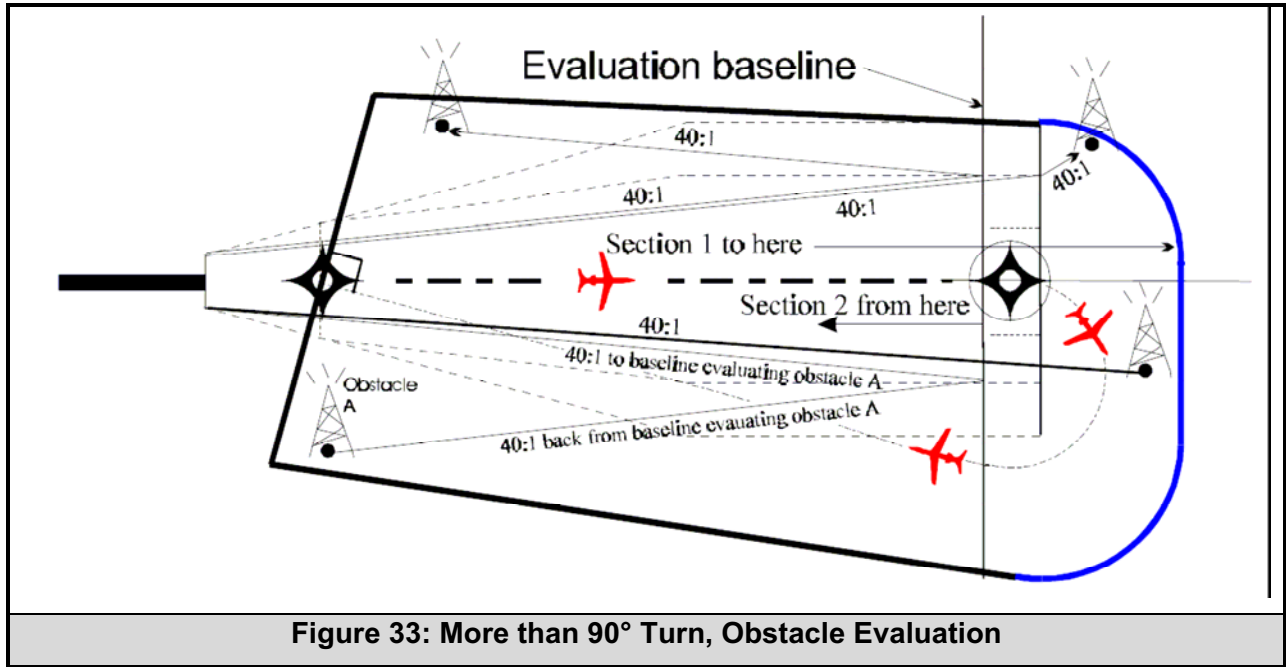 Evaluation baseline
40:1
40:1
40:1
40:1
Section 1 to here
Section 2 from here
40:1
40:1 to baseline evaluating obstacle A
Obstacle
A
40:1 back from baseline evauating obstacle A
Figure 33: More than 90° Turn, Obstacle Evaluation